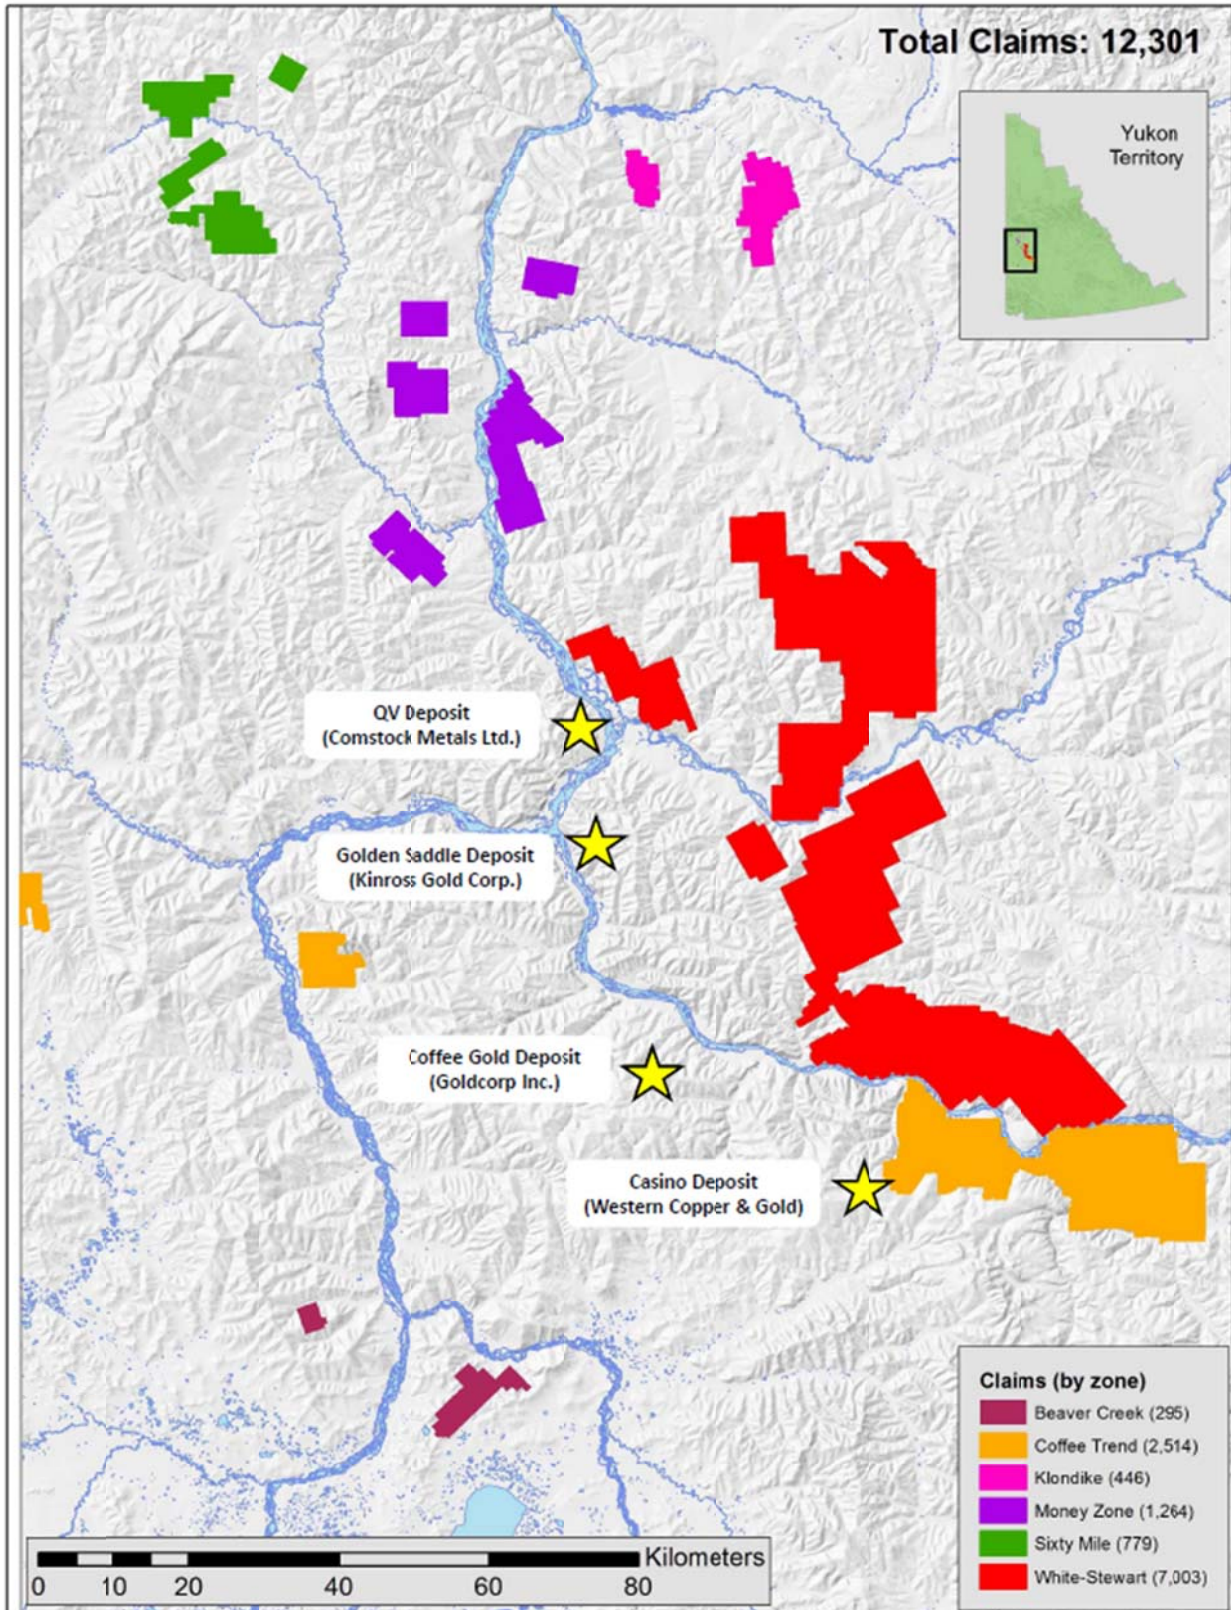 Total Claims: 12,301
Yukon
Territory
QV Deposit
(Comstock Metals Ltd.)
Golden Saddle Deposit
(Kinross Gold Corp.)
Coffee Gold Deposit
(Goldcorp Inc.)
Casino Deposit
(Western Copper & Gold)
Claims (by zone)
Beaver Creek (295)
Coffee Trend (2,514)
Klondike (446)
Money Zone (1,264)
Sixty Mile (779)
White-Stewart (7,003)
Kilometers
0 10 20 40 60 80